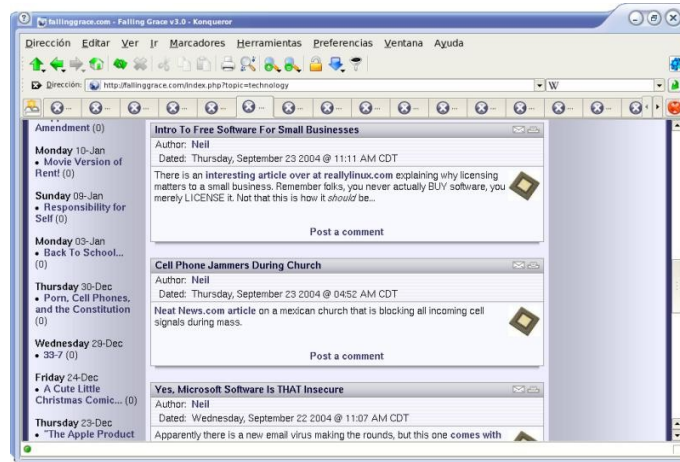 fallinggrace.com - Falling Grace v3.0 - Konqueror
Dirección Editar Ver Ir Marcadores Herramientas Preferencias Ventana Ayuda
Dirección: http://fallinggrace.com/index.php?topic=technology
W
Amendment (0)
Monday 10-Jan
• Movie Version of
Rent! (0)
Sunday 09-Jan
• Responsibility for
Self (0)
Monday 03-Jan
• Back To School...
(0)
Thursday 30-Dec
• Porn, Cell Phones,
and the Constitution
(0)
Wednesday 29-Dec
• 33-7 (0)
Friday 24-Dec
• A Cute Little
Christmas Comic... (0)
Thursday 23-Dec
• "The Apple Product
Intro To Free Software For Small Businesses
Author: Neil
Dated: Thursday, September 23 2004 @ 11:11 AM CDT
There is an interesting article over at reallylinux.com explaining why licensing
matters to a small business. Remember folks, you never actually BUY software, you
merely LICENSE it. Not that this is how it should be...
Post a comment
Cell Phone Jammers During Church
Author: Neil
Dated: Thursday, September 23 2004 @ 04:52 AM CDT
Neat News.com article on a mexican church that is blocking all incoming cell
signals during mass.
Post a comment
Yes, Microsoft Software Is THAT Insecure
Author: Neil
Dated: Wednesday, September 22 2004 @ 11:07 AM CDT
Apparently there is a new email virus making the rounds, but this one comes with